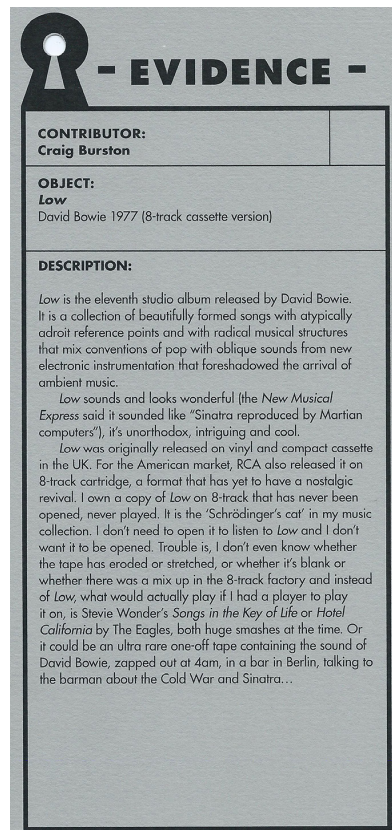 - EVIDENCE -
CONTRIBUTOR:
Craig Burston
OBJECT:
Low
David Bowie 1977 (8-track cassette version)
DESCRIPTION:
Low is the eleventh studio album released by David Bowie.
It is a collection of beautifully formed songs with atypically
adroit reference points and with radical musical structures
that mix conventions of pop with oblique sounds from new
electronic instrumentation that foreshadowed the arrival of
ambient music.
Low sounds and looks wonderful (the New Musical
Express said it sounded like “Sinatra reproduced by Martian
computers”), it’s unorthodox, intriguing and cool.
Low was originally released on vinyl and compact cassette
in the UK. For the American market, RCA also released it on
8-track cartridge, a format that has yet to have a nostalgic
revival. I own a copy of Low on 8-track that has never been
opened, never played. It is the ‘Schrödinger’s cat’ in my music
collection. I don’t need to open it to listen to Low and I don’t
want it to be opened. Trouble is, I don’t even know whether
the tape has eroded or stretched, or whether it’s blank or
whether there was a mix up in the 8-track factory and instead
of Low, what would actually play if I had a player to play
it on, is Stevie Wonder’s Songs in the Key of Life or Hotel
California by The Eagles, both huge smashes at the time. Or
it could be an ultra rare one-off tape containing the sound of
David Bowie, zapped out at 4am, in a bar in Berlin, talking to
the barman about the Cold War and Sinatra…